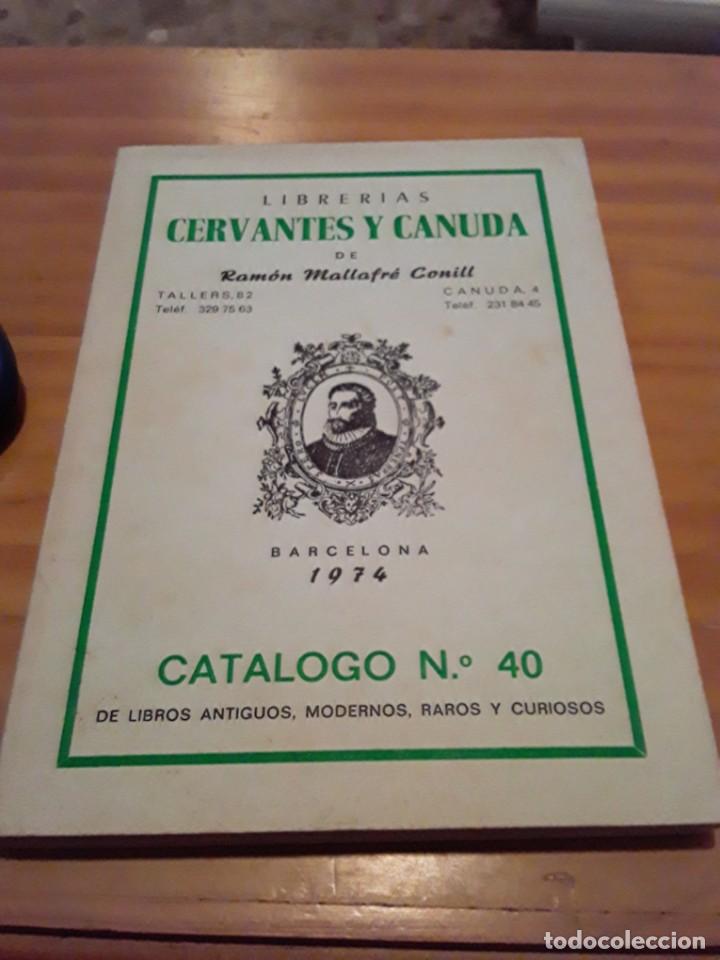 LIBRERIAS
CERVANTES Y CANUDA
DE
Ramón Mallafré Conill
TALLERS, 82
Teléf. 329 75 63
CANUDA, 4
Teléf. 231 84 45
BARCELONA
1974
CATALOGO N.º 40
DE LIBROS ANTIGUOS, MODERNOS, RAROS Y CURIOSOS
todocoleccion.net